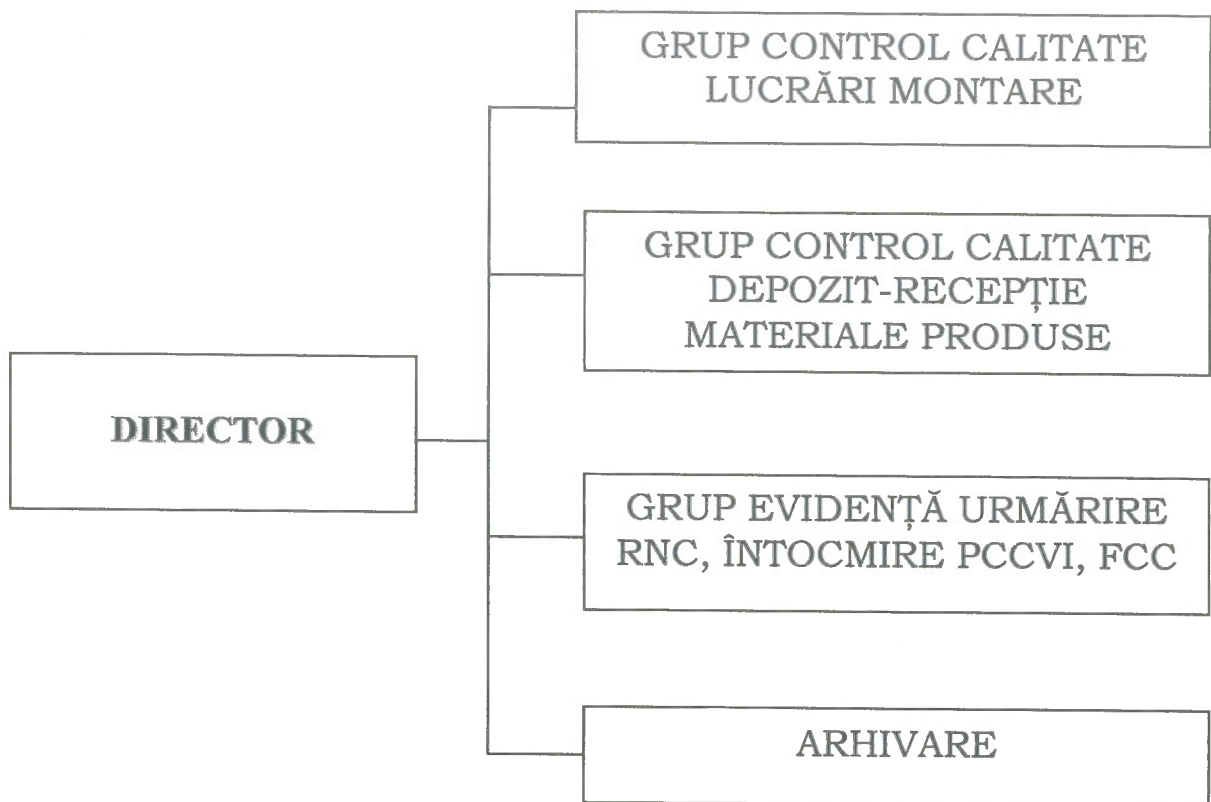 GRUP CONTROL CALITATE
LUCRĂRI MONTARE
GRUP CONTROL CALITATE
DEPOZIT-RECEPȚIE
MATERIALE PRODUSE
DIRECTOR
GRUP EVIDENȚĂ URMĂRIRE
RNC, ÎNTOCMIRE PCCVI, FCC
ARHIVARE